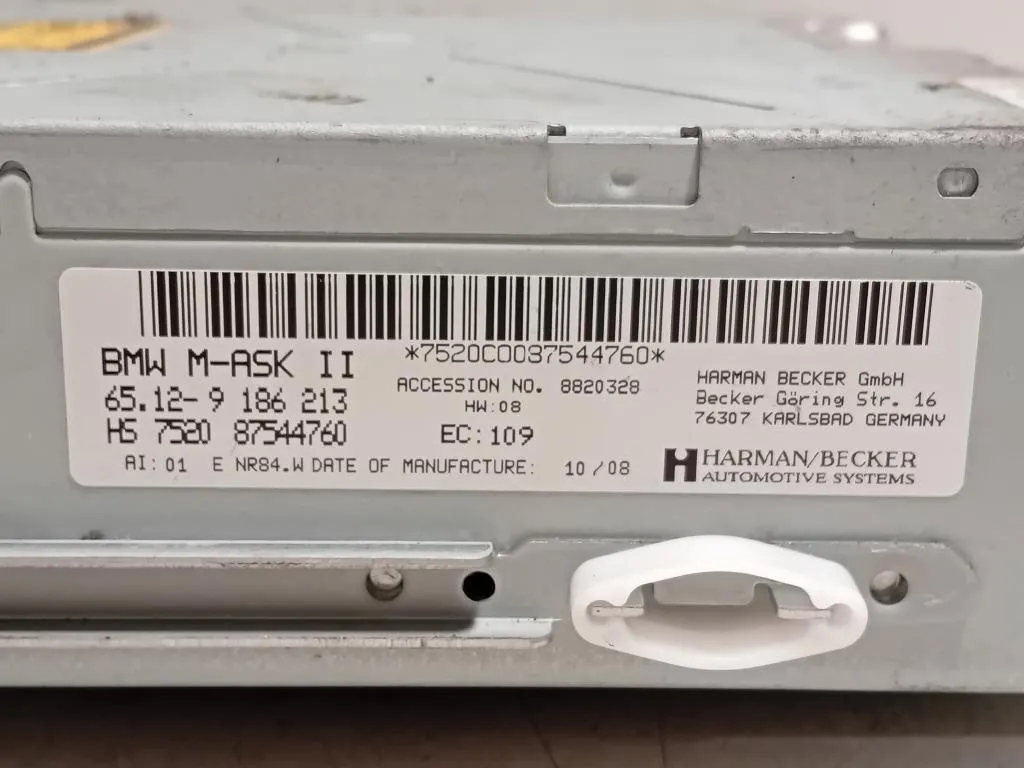 *7520C0087544760*
BMW M-ASK II
65.12-9 186 213
HS 7520 87544760
ACCESSION NO. 8820328
HW:08
EC:109
AI:01 E NR84.W DATE OF MANUFACTURE: 10/08
HARMAN BECKER GmbH
Becker Göring Str. 16
76307 KARLSBAD GERMANY
HARMAN/BECKER
AUTOMOTIVE SYSTEMS